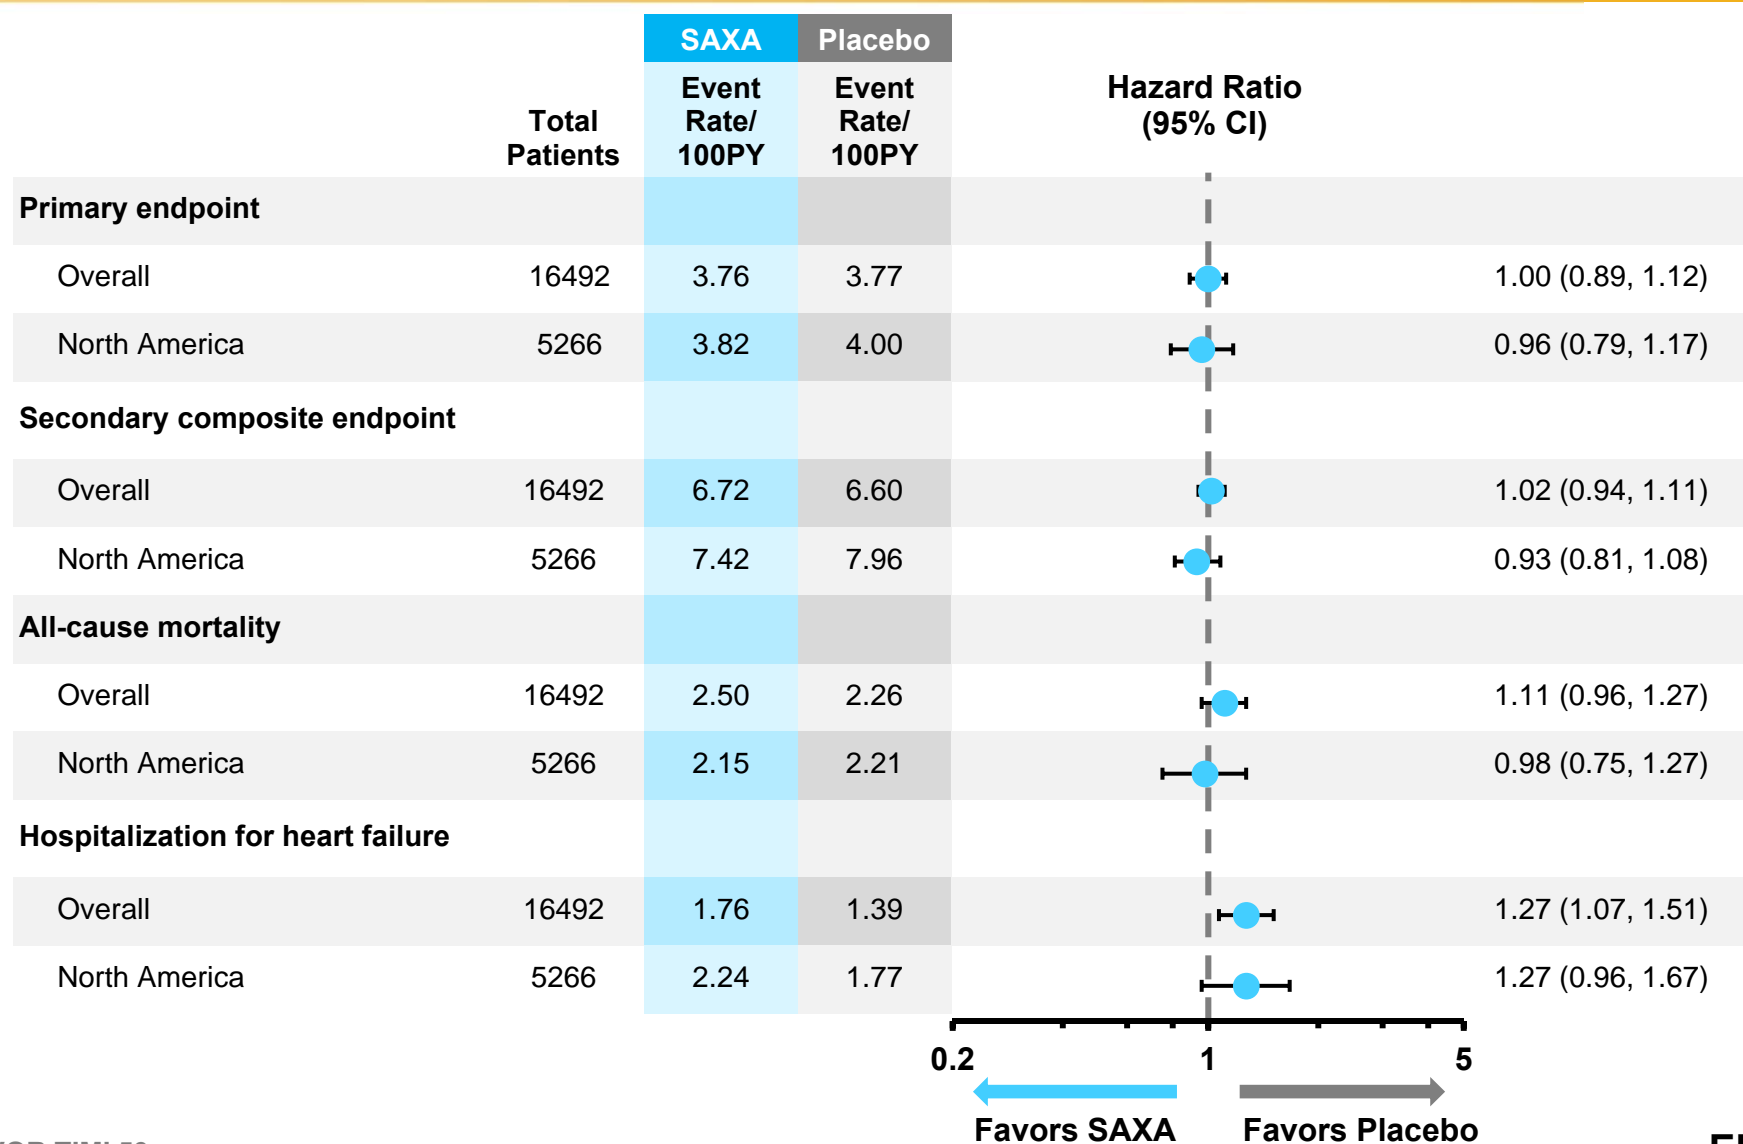 SAXA Placebo
Total Patients
Event Rate/ 100PY
Event Rate/ 100PY
Hazard Ratio
(95% CI)
Primary endpoint
Overall 16492 3.76 3.77 1.00 (0.89, 1.12)
North America 5266 3.82 4.00 0.96 (0.79, 1.17)
Secondary composite endpoint
Overall 16492 6.72 6.60 1.02 (0.94, 1.11)
North America 5266 7.42 7.96 0.93 (0.81, 1.08)
All-cause mortality
Overall 16492 2.50 2.26 1.11 (0.96, 1.27)
North America 5266 2.15 2.21 0.98 (0.75, 1.27)
Hospitalization for heart failure
Overall 16492 1.76 1.39 1.27 (1.07, 1.51)
North America 5266 2.24 1.77 1.27 (0.96, 1.67)
0.2 1 5
Favors SAXA Favors Placebo